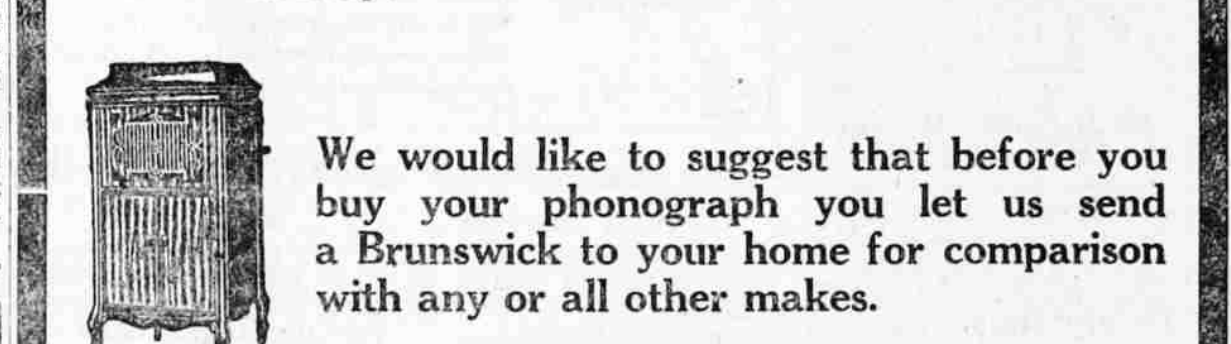 We would like to suggest that before you
buy your phonograph you let us send
a Brunswick to your home for comparison
with any or all other makes.